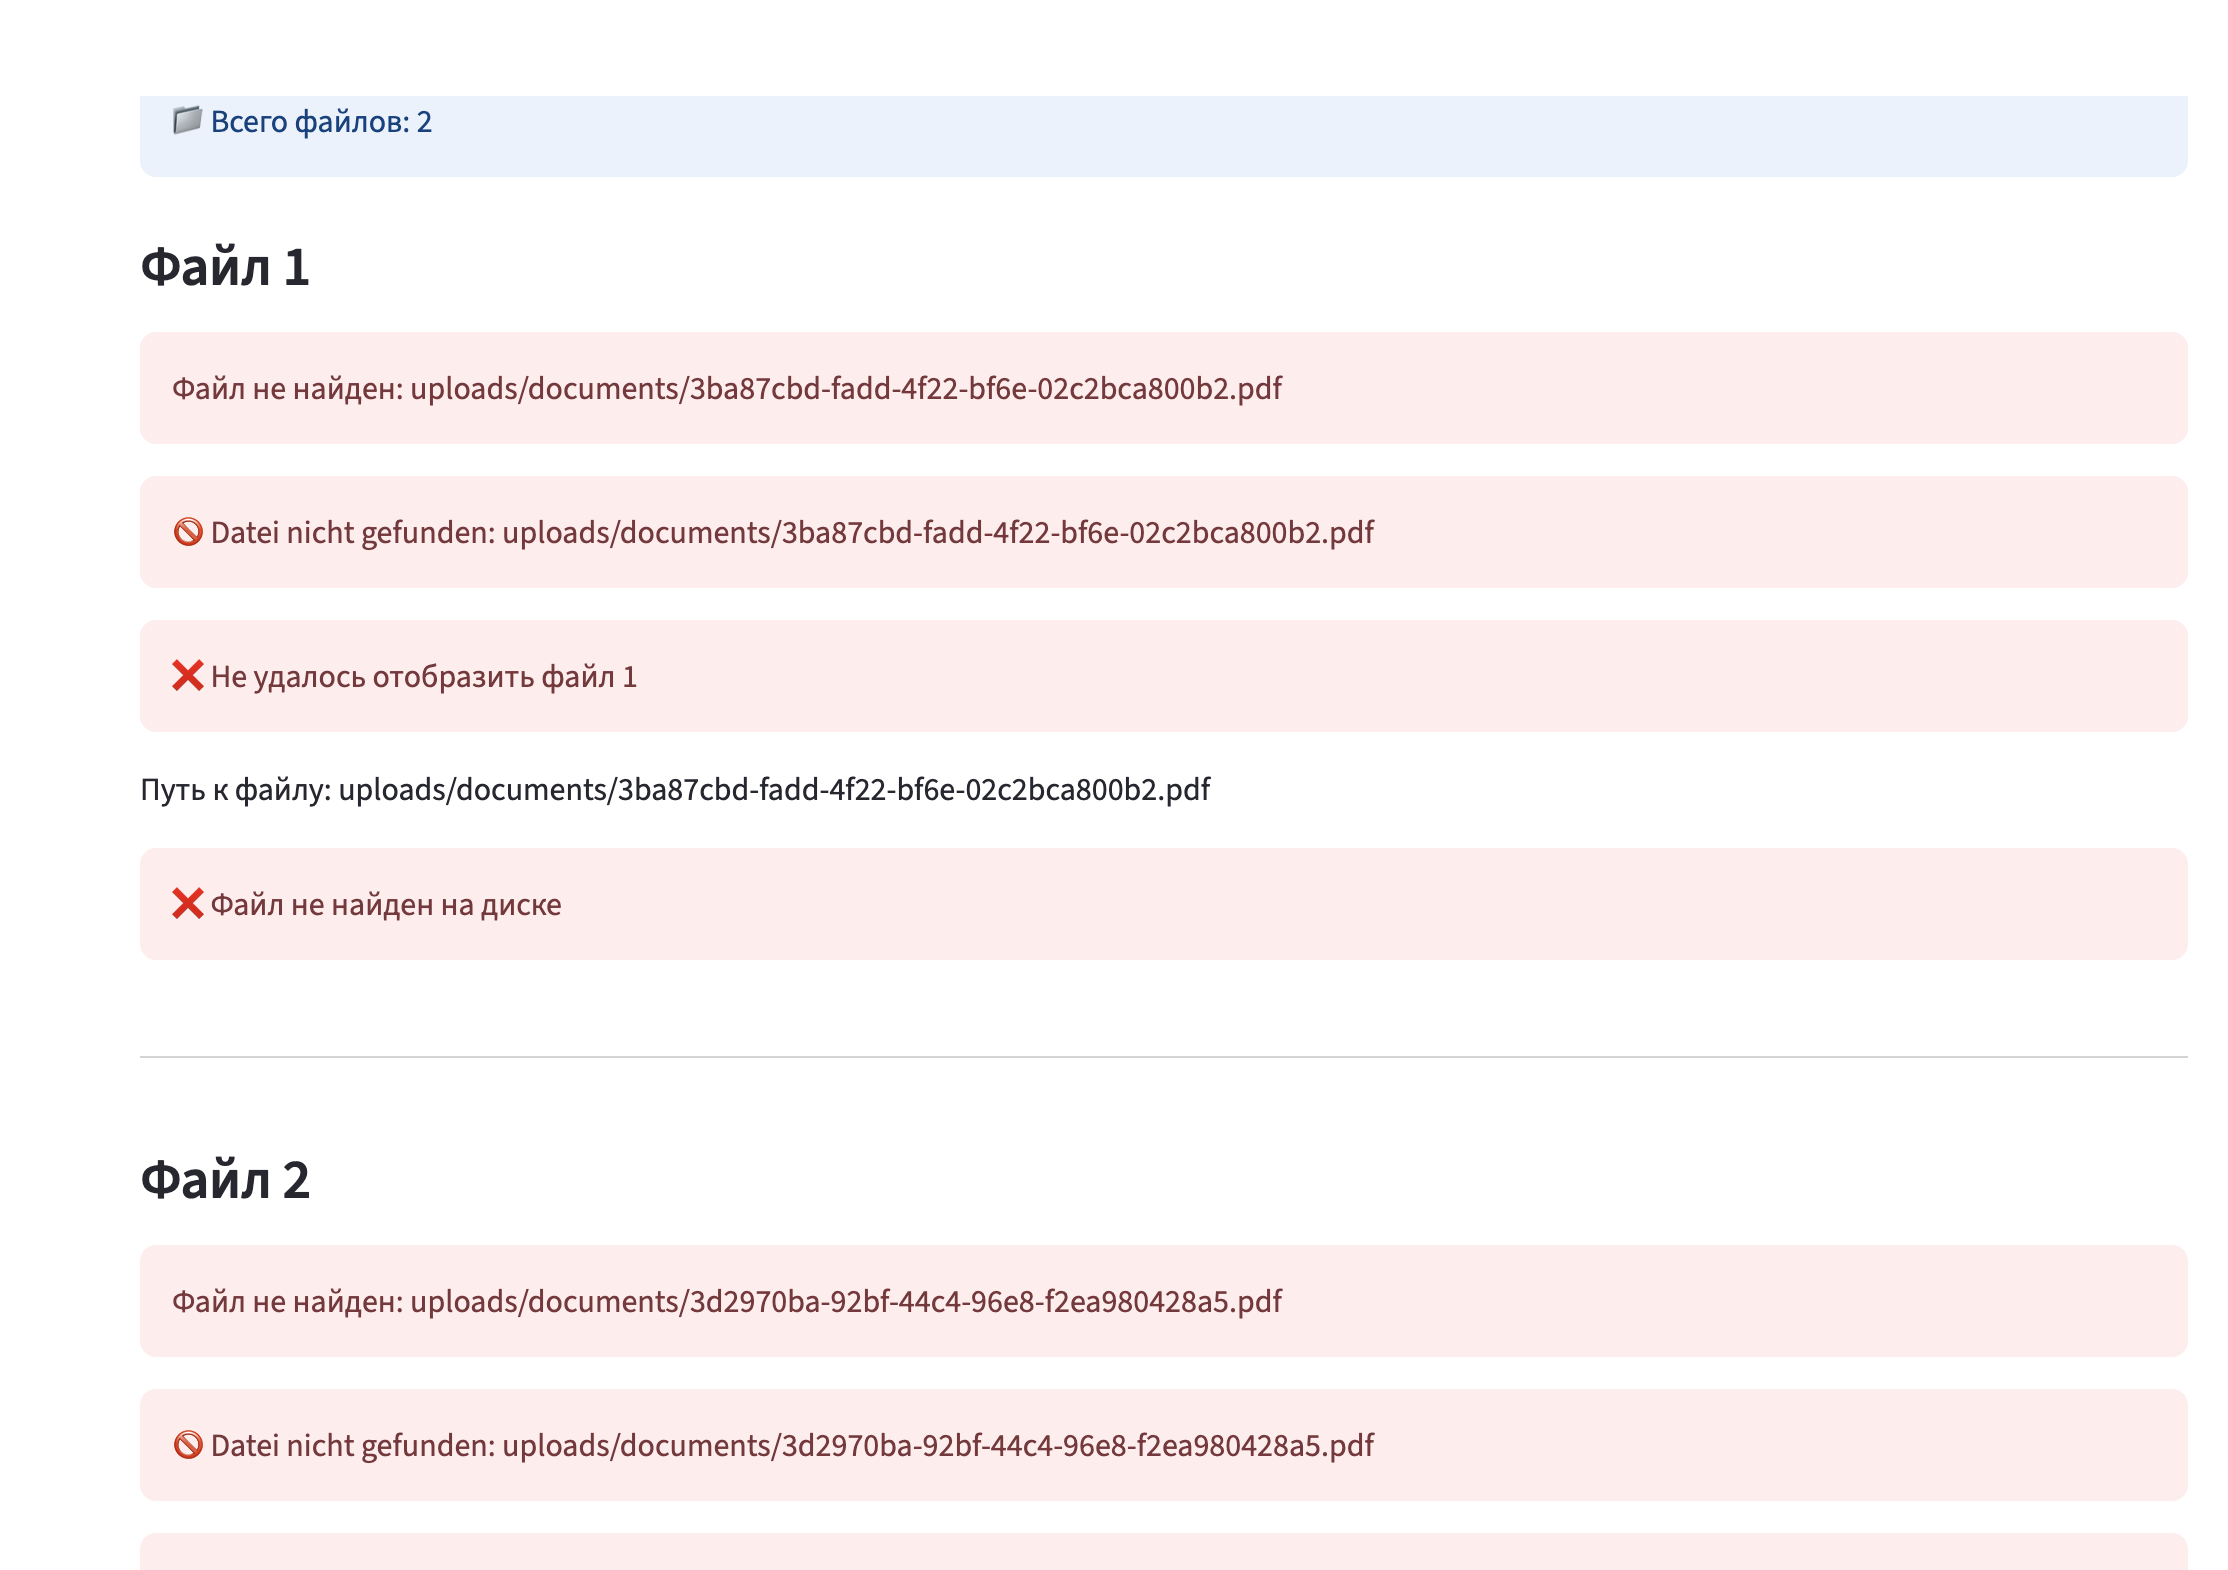 Всего файлов: 2
Файл 1
Файл не найден: uploads/documents/3ba87cbd-fadd-4f22-bf6e-02c2bca800b2.pdf
Datei nicht gefunden: uploads/documents/3ba87cbd-fadd-4f22-bf6e-02c2bca800b2.pdf
Не удалось отобразить файл 1
Путь к файлу: uploads/documents/3ba87cbd-fadd-4f22-bf6e-02c2bca800b2.pdf
Файл не найден на диске
Файл 2
Файл не найден: uploads/documents/3d2970ba-92bf-44c4-96e8-f2ea980428a5.pdf
Datei nicht gefunden: uploads/documents/3d2970ba-92bf-44c4-96e8-f2ea980428a5.pdf